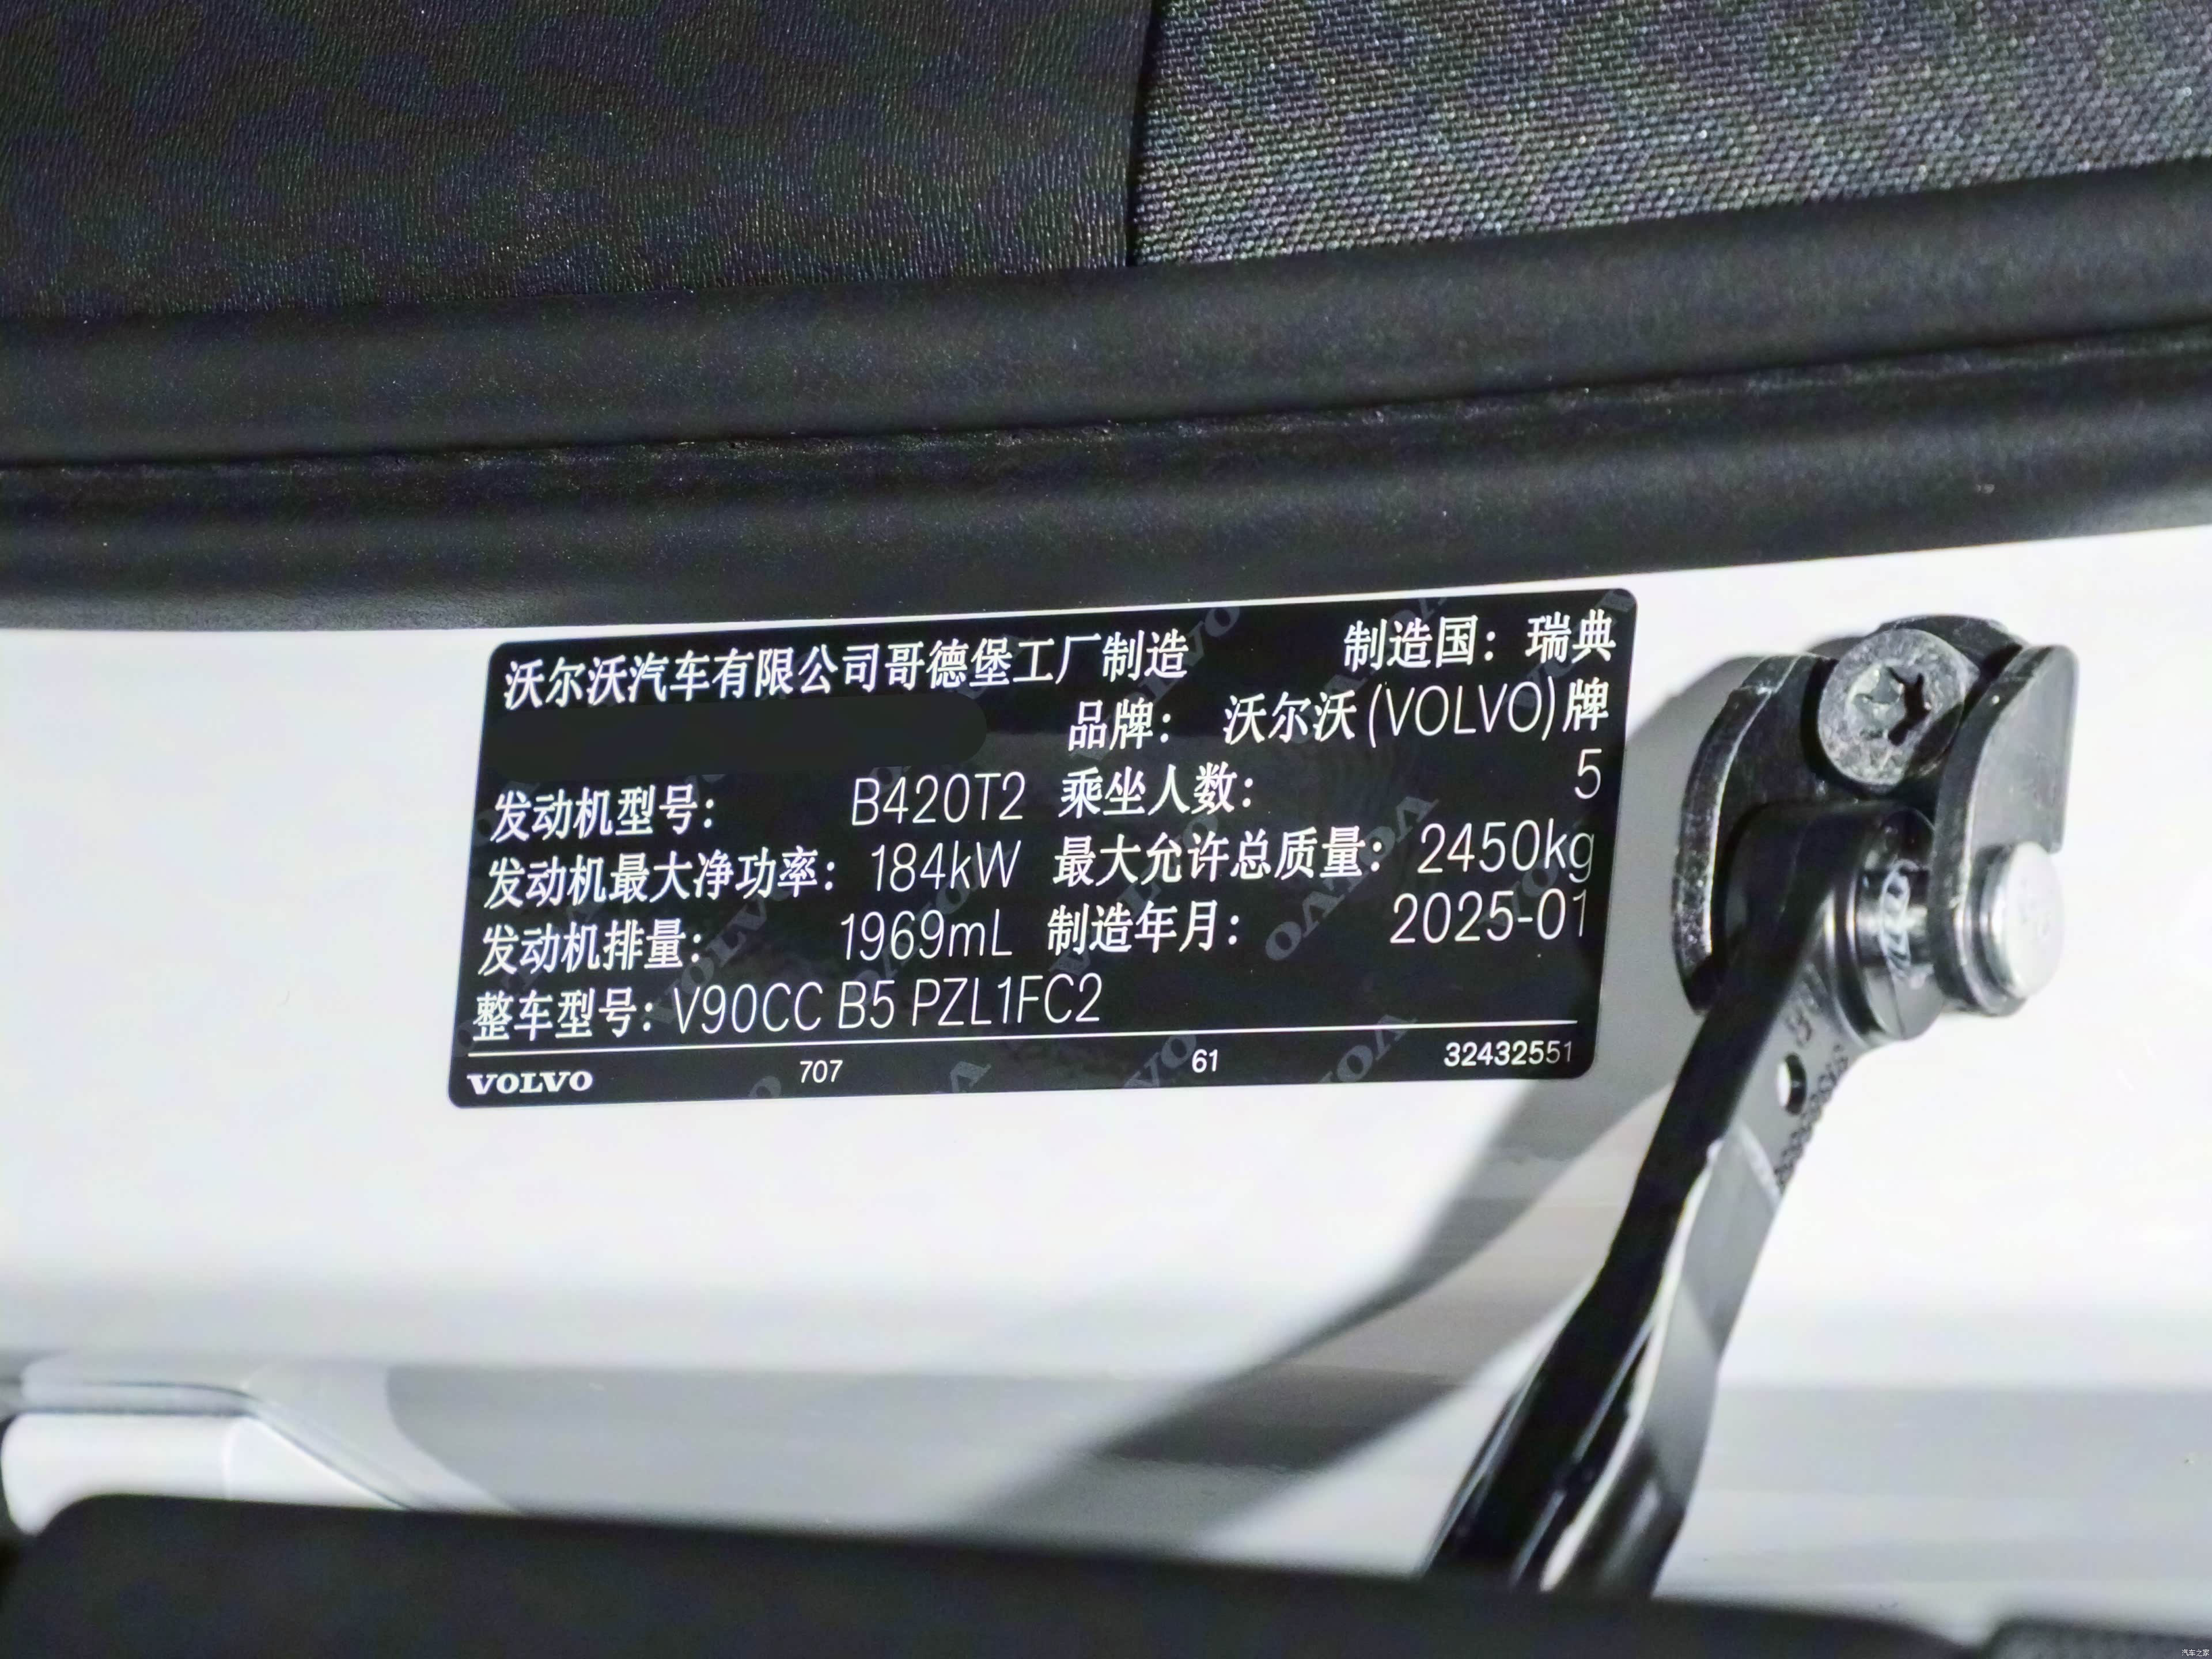 沃尔沃汽车有限公司哥德堡工厂制造 制造国：瑞典
品牌： 沃尔沃(VOLVO)牌
发动机型号： B420T2 乘坐人数： 5
发动机最大净功率： 184kW 最大允许总质量： 2450kg
发动机排量： 1969mL 制造年月： 2025-01
整车型号：V90CC B5 PZL1FC2
VOLVO 707 61 32432551
汽车之家